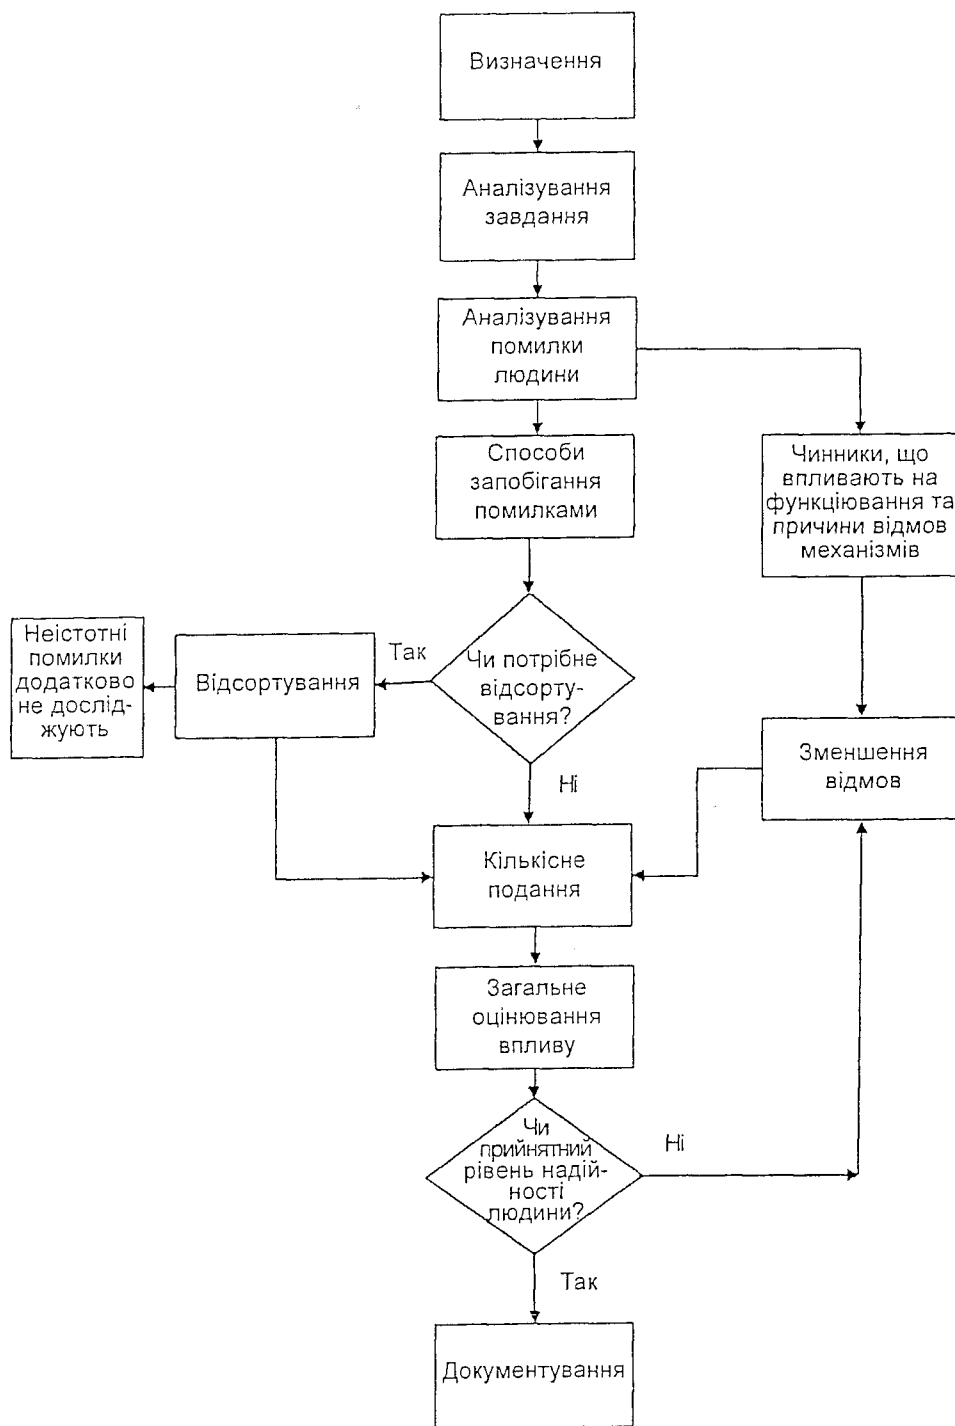 Визначення
Аналізування
завдання
Аналізування
помилки
людини
Способи
запобігання
помилками
Чинники, що
впливають на
функціювання та
причини відмов
механізмів
Неістотні
помилки
додатково
не дослід-
жують
Відсортування
Так
Чи потрібне
відсорту-
вання?
Ні
Зменшення
відмов
Кількісне
подання
Загальне
оцінювання
впливу
Чи
прийнятний
рівень надій-
ності
людини?
Ні
Так
Документування